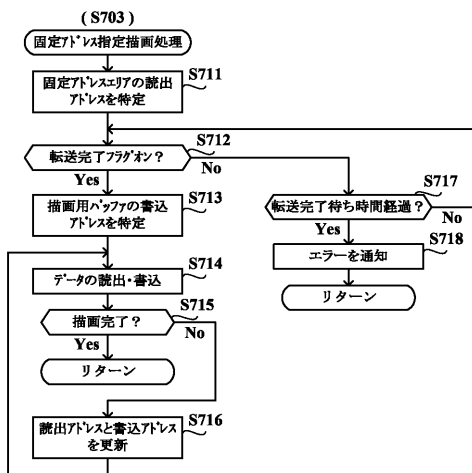 ( S703 )
固定アドレス指定描画処理
S711
固定アドレスエリアの読出
アドレスを特定
S712
転送完了フラグオン?
No
Yes
S713
描画用バッファの書込
アドレスを特定
S717
転送完了待ち時間経過?
No
Yes
S718
エラーを通知
リターン
S714
データの読出・書込
S715
描画完了?
No
Yes
リターン
S716
読出アドレスと書込アドレス
を更新